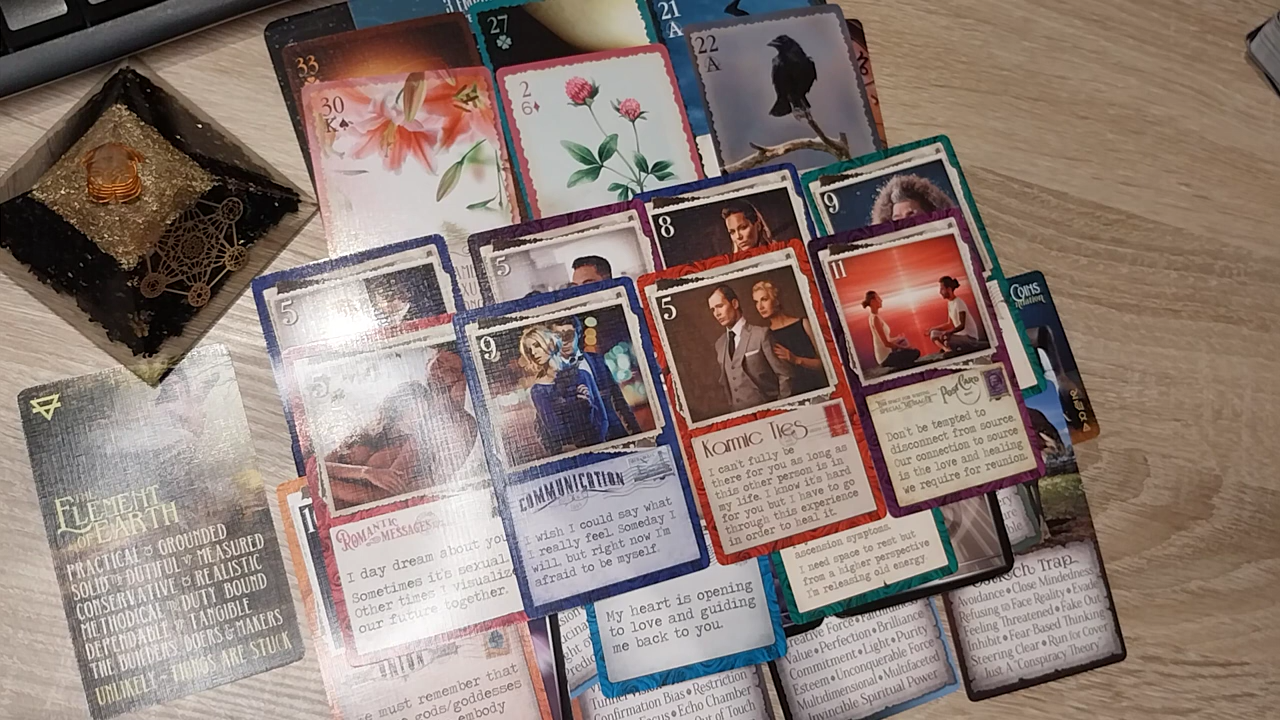 33
27
21
A
22
A
30
K♠
2
6♦
5
8
9
5
9
COMMUNICATION
I wish I could say what
I really feel. Someday I
will but right now I'm
afraid to be myself.
5
Karmic Ties
I can't fully be
there for you as long as
this other person is in
my life. I know it's hard
for you but I have to go
through this experience
in order to heal it.
11
POST CARD
Don't be tempted to
disconnect from source.
Our connection to source
is the love and healing
we require for reunion.
COINS
THE
ELEMENT
OF EARTH
PRACTICAL GROUNDED
SOLID DUTIFUL MEASURED
CONSERVATIVE REALISTIC
METHODICAL DUTY BOUND
DEPENDABLE TANGIBLE
THE BUILDERS, DOERS & MAKERS
UNLIKELY ~ THINGS ARE STUCK
ROMANTIC
MESSAGES
I day dream about you
Sometimes it's sexual.
Other times I visualize
our future together.
ascension symptoms.
I need space to rest but
from a higher perspective
I'm releasing old energy
My heart is opening
to love and guiding
me back to you.
must remember that
gods/goddesses
embody
Tunnel Vision
Confirmation Bias • Restriction
Focus • Echo Chamber
Out of Touch
Creative Force • Faithfulness
Value • Perfection • Brilliance
Commitment • Light • Purity
Esteem • Unconquerable Force
Multidimensional • Multifaceted
Invincible Spiritual Power
Trap
Avoidance • Close Mindedness
Refusing to Face Reality • Evade
Feeling Threatened • Fake Out
Inhibit • Fear Based Thinking
Steering Clear • Run for Cover
Just A "Conspiracy Theory"